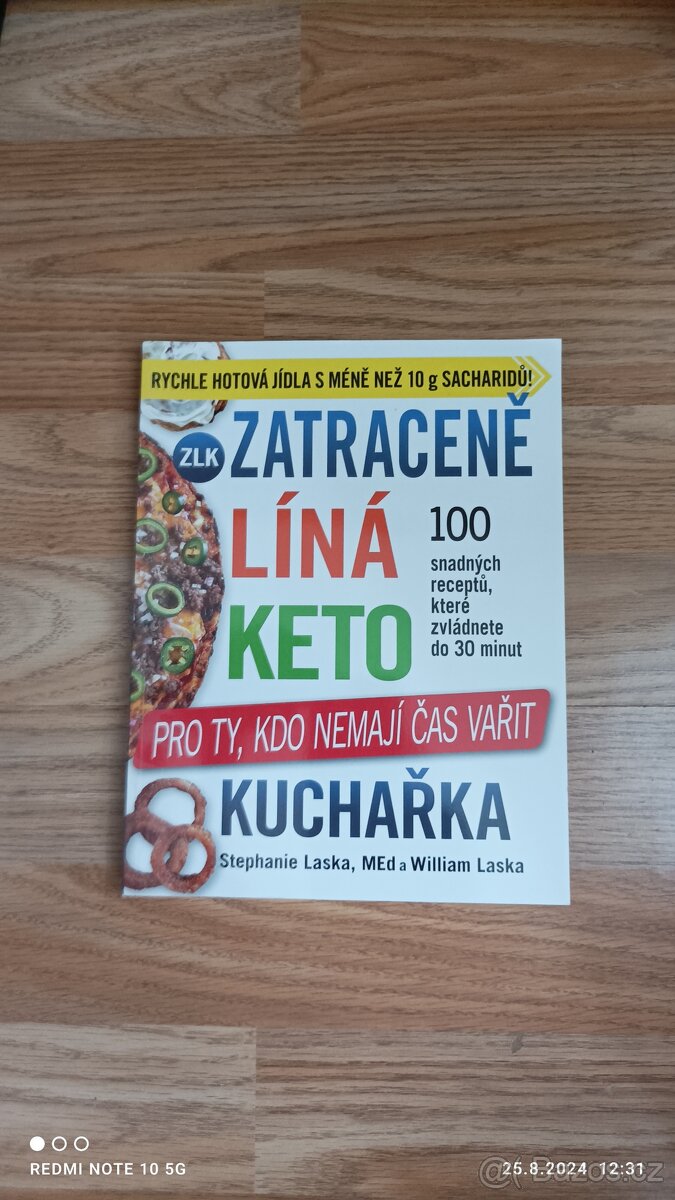 RYCHLE HOTOVÁ JÍDLA S MÉNĚ NEŽ 10 g SACHARIDŮ!
ZLK
ZATRACENĚ
LÍNÁ
KETO
100
snadných
receptů,
které
zvládnete
do 30 minut
PRO TY, KDO NEMAJÍ ČAS VAŘIT
KUCHAŘKA
Stephanie Laska, MEd a William Laska
REDMI NOTE 10 5G
25.8.2024 12:31
@Bazos.cz